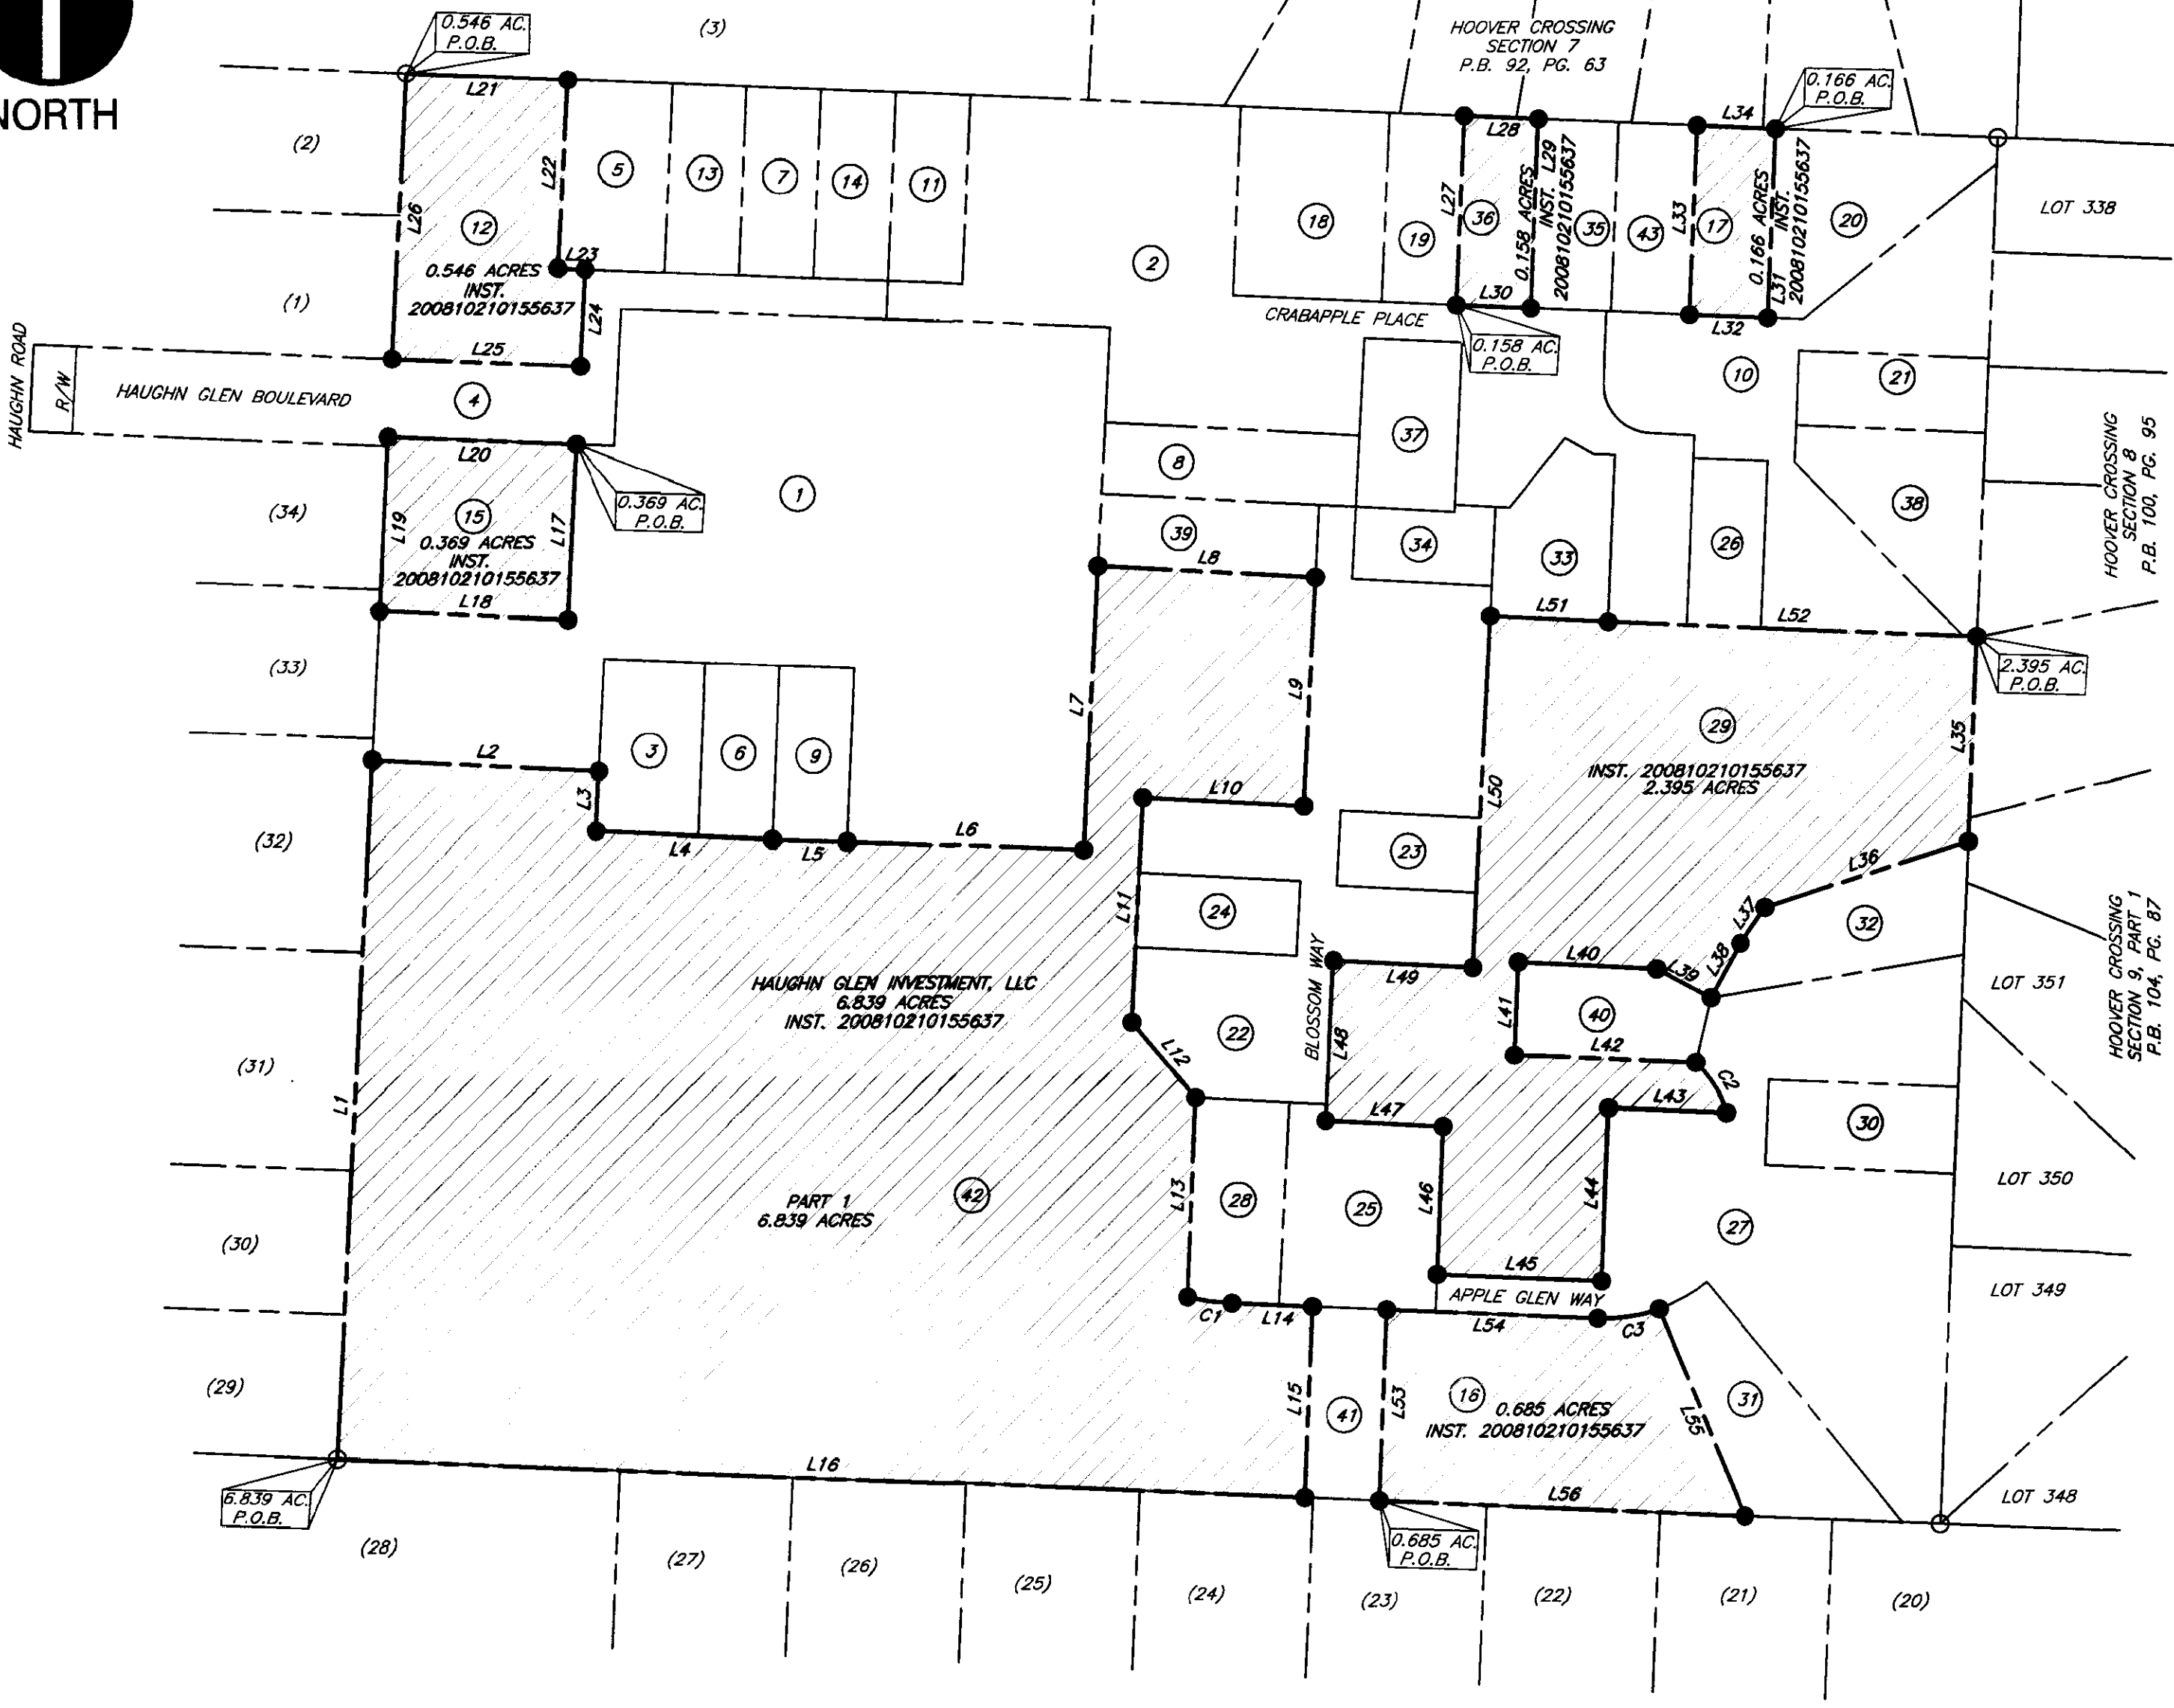 NORTH
0.546 AC.
P.O.B.
(3)
HOOVER CROSSING
SECTION 7
P.B. 92, PG. 63
0.166 AC.
P.O.B.
L21
L28
L34
(2)
L22
5
13
7
14
11
L26
12
L23
0.546 ACRES
INST.
200810210155637
2
18
19
L27
36
0.158 ACRES
INST. L29
200810210155637
35
43
L33
17
0.166 ACRES
INST.
L31
200810210155637
20
LOT 338
(1)
L24
L25
L30
L32
CRABAPPLE PLACE
0.158 AC.
P.O.B.
10
21
HAUGHN ROAD
R/W
HAUGHN GLEN BOULEVARD
4
L20
37
8
38
HOOVER CROSSING
SECTION 8
P.B. 100, PG. 95
(34)
L19
15
L17
0.369 ACRES
INST.
200810210155637
L18
0.369 AC.
P.O.B.
1
39
L8
34
33
26
L51
L52
(33)
2.395 AC.
P.O.B.
L7
L9
3
6
9
L2
L3
L4
L5
L6
L10
29
INST. 200810210155637
2.395 ACRES
L35
L50
23
L36
(32)
L11
24
L37
32
HAUGHN GLEN INVESTMENT, LLC
6.839 ACRES
INST. 200810210155637
BLOSSOM WAY
L49
L40
L39
L38
LOT 351
HOOVER CROSSING
SECTION 9, PART 1
P.B. 104, PG. 87
(31)
L1
L12
22
L48
L41
40
L42
C2
L47
L43
30
PART 1
6.839 ACRES
42
L13
28
25
L46
L44
27
LOT 350
(30)
L45
APPLE GLEN WAY
LOT 349
C1
L14
L54
C3
(29)
L15
41
L53
16
0.685 ACRES
INST. 200810210155637
L55
31
L16
L56
6.839 AC.
P.O.B.
0.685 AC.
P.O.B.
LOT 348
(28)
(27)
(26)
(25)
(24)
(23)
(22)
(21)
(20)